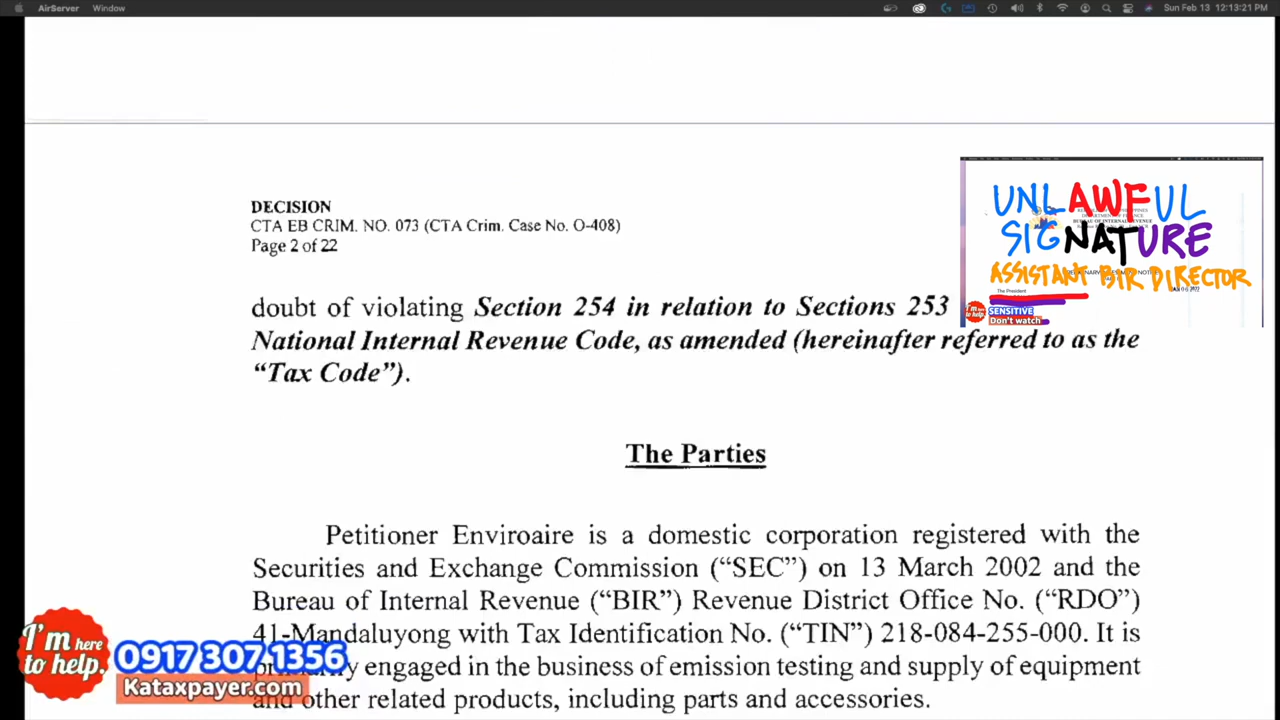 AirServer Window Sun Feb 13 12:13:21 PM
DECISION
CTA EB CRIM. NO. 073 (CTA Crim. Case No. O-408)
Page 2 of 22
doubt of violating Section 254 in relation to Sections 253
National Internal Revenue Code, as amended (hereinafter referred to as the
“Tax Code”).
UNLAWFUL
SIGNATURE
ASSISTANT BIR DIRECTOR
The President
I'm
to help.
SENSITIVE
Don't watch
The Parties
Petitioner Enviroaire is a domestic corporation registered with the
Securities and Exchange Commission (“SEC”) on 13 March 2002 and the
Bureau of Internal Revenue (“BIR”) Revenue District Office No. (“RDO”)
41-Mandaluyong with Tax Identification No. (“TIN”) 218-084-255-000. It is
engaged in the business of emission testing and supply of equipment
and other related products, including parts and accessories.
I'm here
to help.
0917 307 1356
Kataxpayer.com